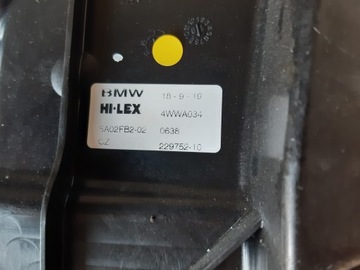 BMW 18-9-19
HI-LEX 4WWA034
5A02FB2-02 0638
CZ 229752-10